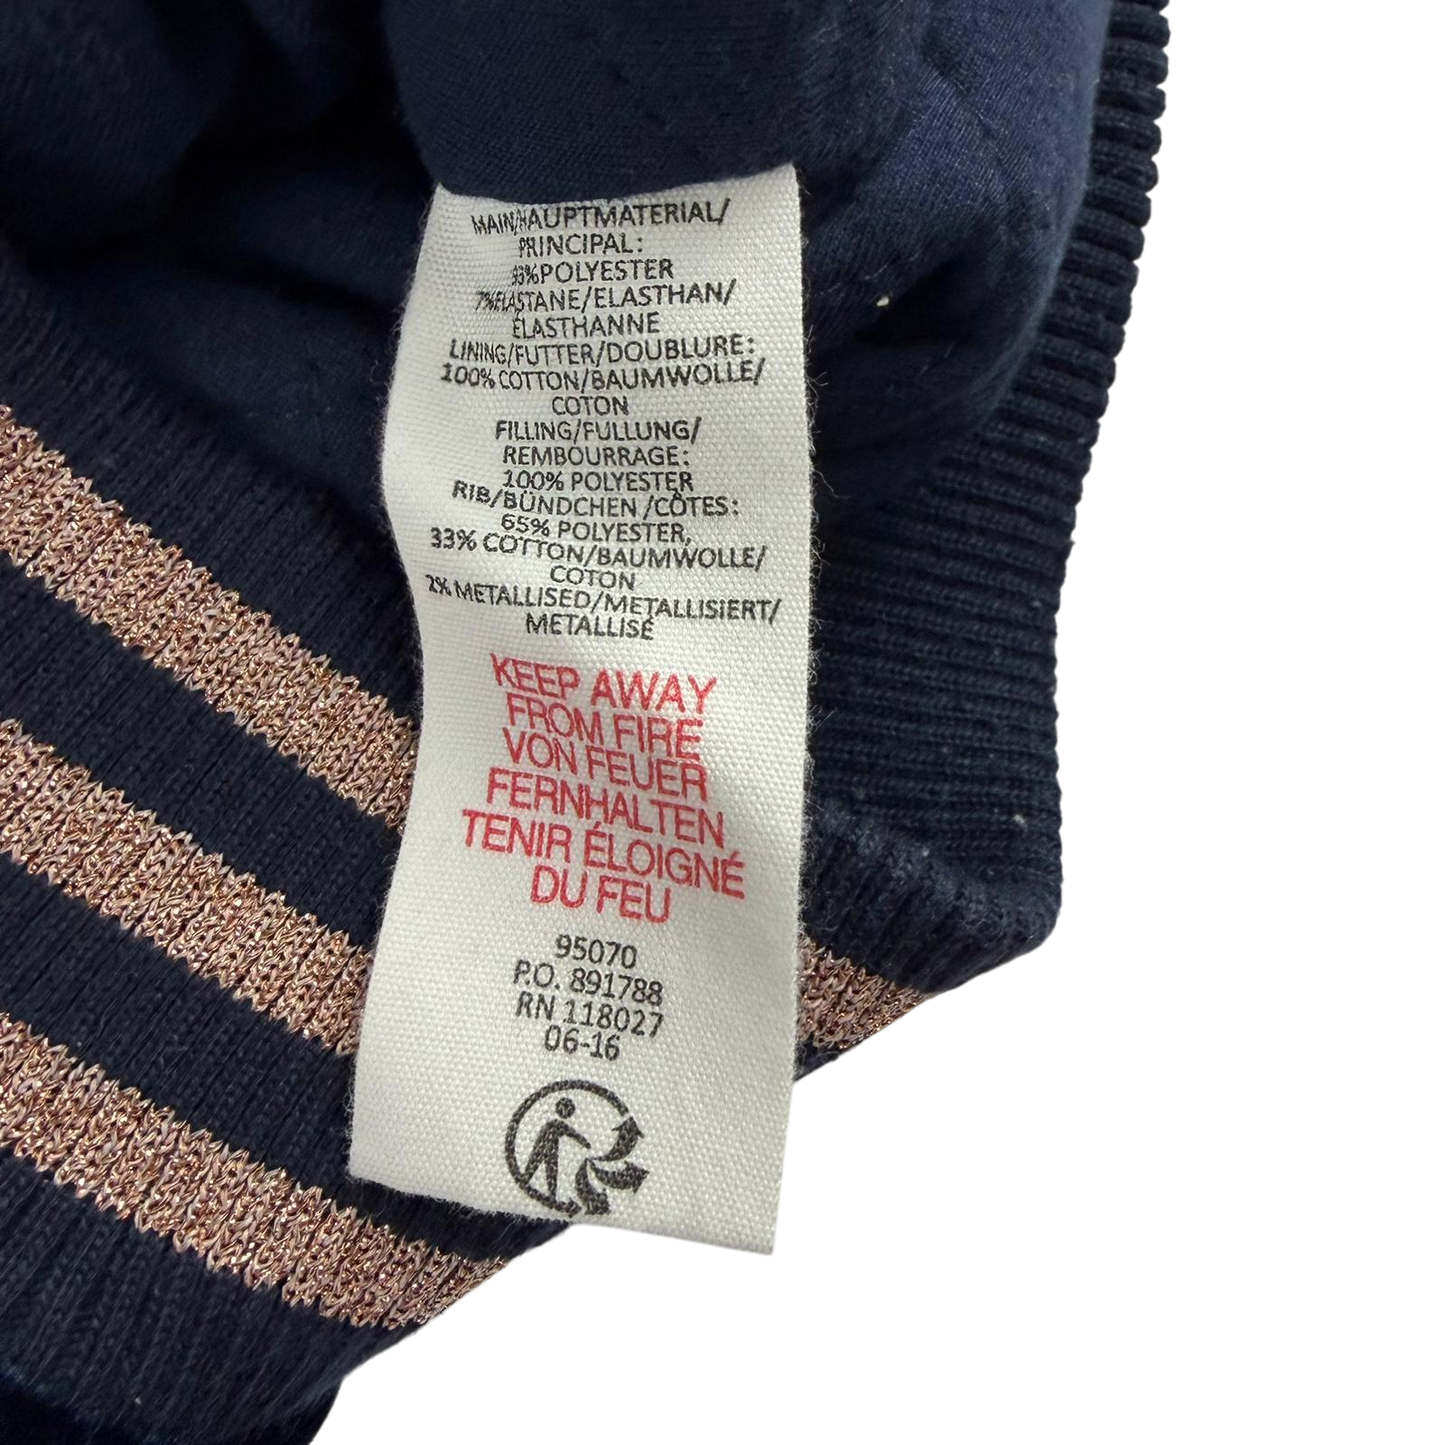 MAIN/HAUPTMATERIAL/
PRINCIPAL:
93%POLYESTER
7%ELASTANE/ELASTHAN/
ÉLASTHANNE
LINING/FUTTER/DOUBLURE:
100% COTTON/BAUMWOLLE/
COTON
FILLING/FULLUNG/
REMBOURRAGE:
100% POLYESTER
RIB/BÜNDCHEN /CÔTES:
65% POLYESTER,
33% COTTON/BAUMWOLLE/
COTON
2% METALLISED/METALLISIERT/
METALLISÉ
KEEP AWAY
FROM FIRE
VON FEUER
FERNHALTEN
TENIR ÉLOIGNÉ
DU FEU
95070
P.O. 891788
RN 118027
06-16